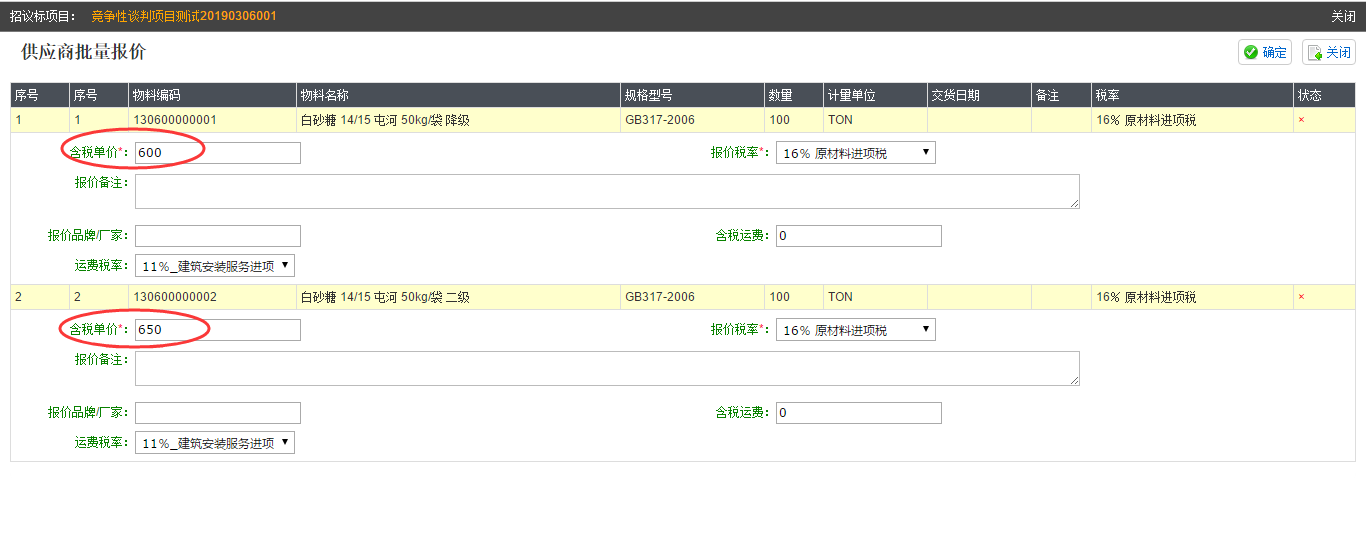 招议标项目： 竟争性谈判项目测试20190306001 关闭
供应商批量报价 确定 关闭
序号 序号 物料编码 物料名称 规格型号 数量 计量单位 交货日期 备注 税率 状态
1 1 130600000001 白砂糖 14/15 屯河 50kg/袋 降级 GB317-2006 100 TON 16% 原材料进项税 ×
含税单价*： 600 报价税率*： 16% 原材料进项税
报价备注：
报价品牌/厂家： 含税运费： 0
运费税率： 11%_建筑安装服务进项
2 2 130600000002 白砂糖 14/15 屯河 50kg/袋 二级 GB317-2006 100 TON 16% 原材料进项税 ×
含税单价*： 650 报价税率*： 16% 原材料进项税
报价备注：
报价品牌/厂家： 含税运费： 0
运费税率： 11%_建筑安装服务进项